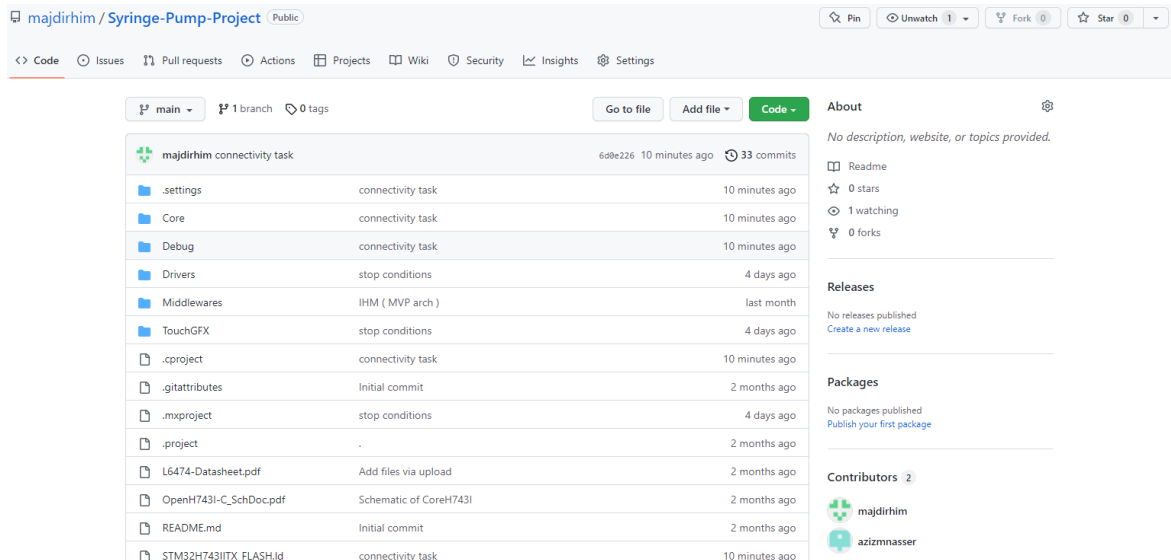 majdirhim / Syringe-Pump-Project Public
Pin Unwatch 1 Fork 0 Star 0
Code Issues Pull requests Actions Projects Wiki Security Insights Settings
main 1 branch 0 tags Go to file Add file Code
majdirhim connectivity task 6d0e226 10 minutes ago 33 commits
.settings connectivity task 10 minutes ago
Core connectivity task 10 minutes ago
Debug connectivity task 10 minutes ago
Drivers stop conditions 4 days ago
Middlewares IHM ( MVP arch ) last month
TouchGFX stop conditions 4 days ago
.cproject connectivity task 10 minutes ago
.gitattributes Initial commit 2 months ago
.mxproject stop conditions 4 days ago
.project . 2 months ago
L6474-Datasheet.pdf Add files via upload 2 months ago
OpenH743I-C_SchDoc.pdf Schematic of CoreH743I 2 months ago
README.md Initial commit 2 months ago
STM32H743IITX_FLASH.ld connectivity task 10 minutes ago
About
No description, website, or topics provided.
Readme
0 stars
1 watching
0 forks
Releases
No releases published
Create a new release
Packages
No packages published
Publish your first package
Contributors 2
majdirhim
azizmnasser